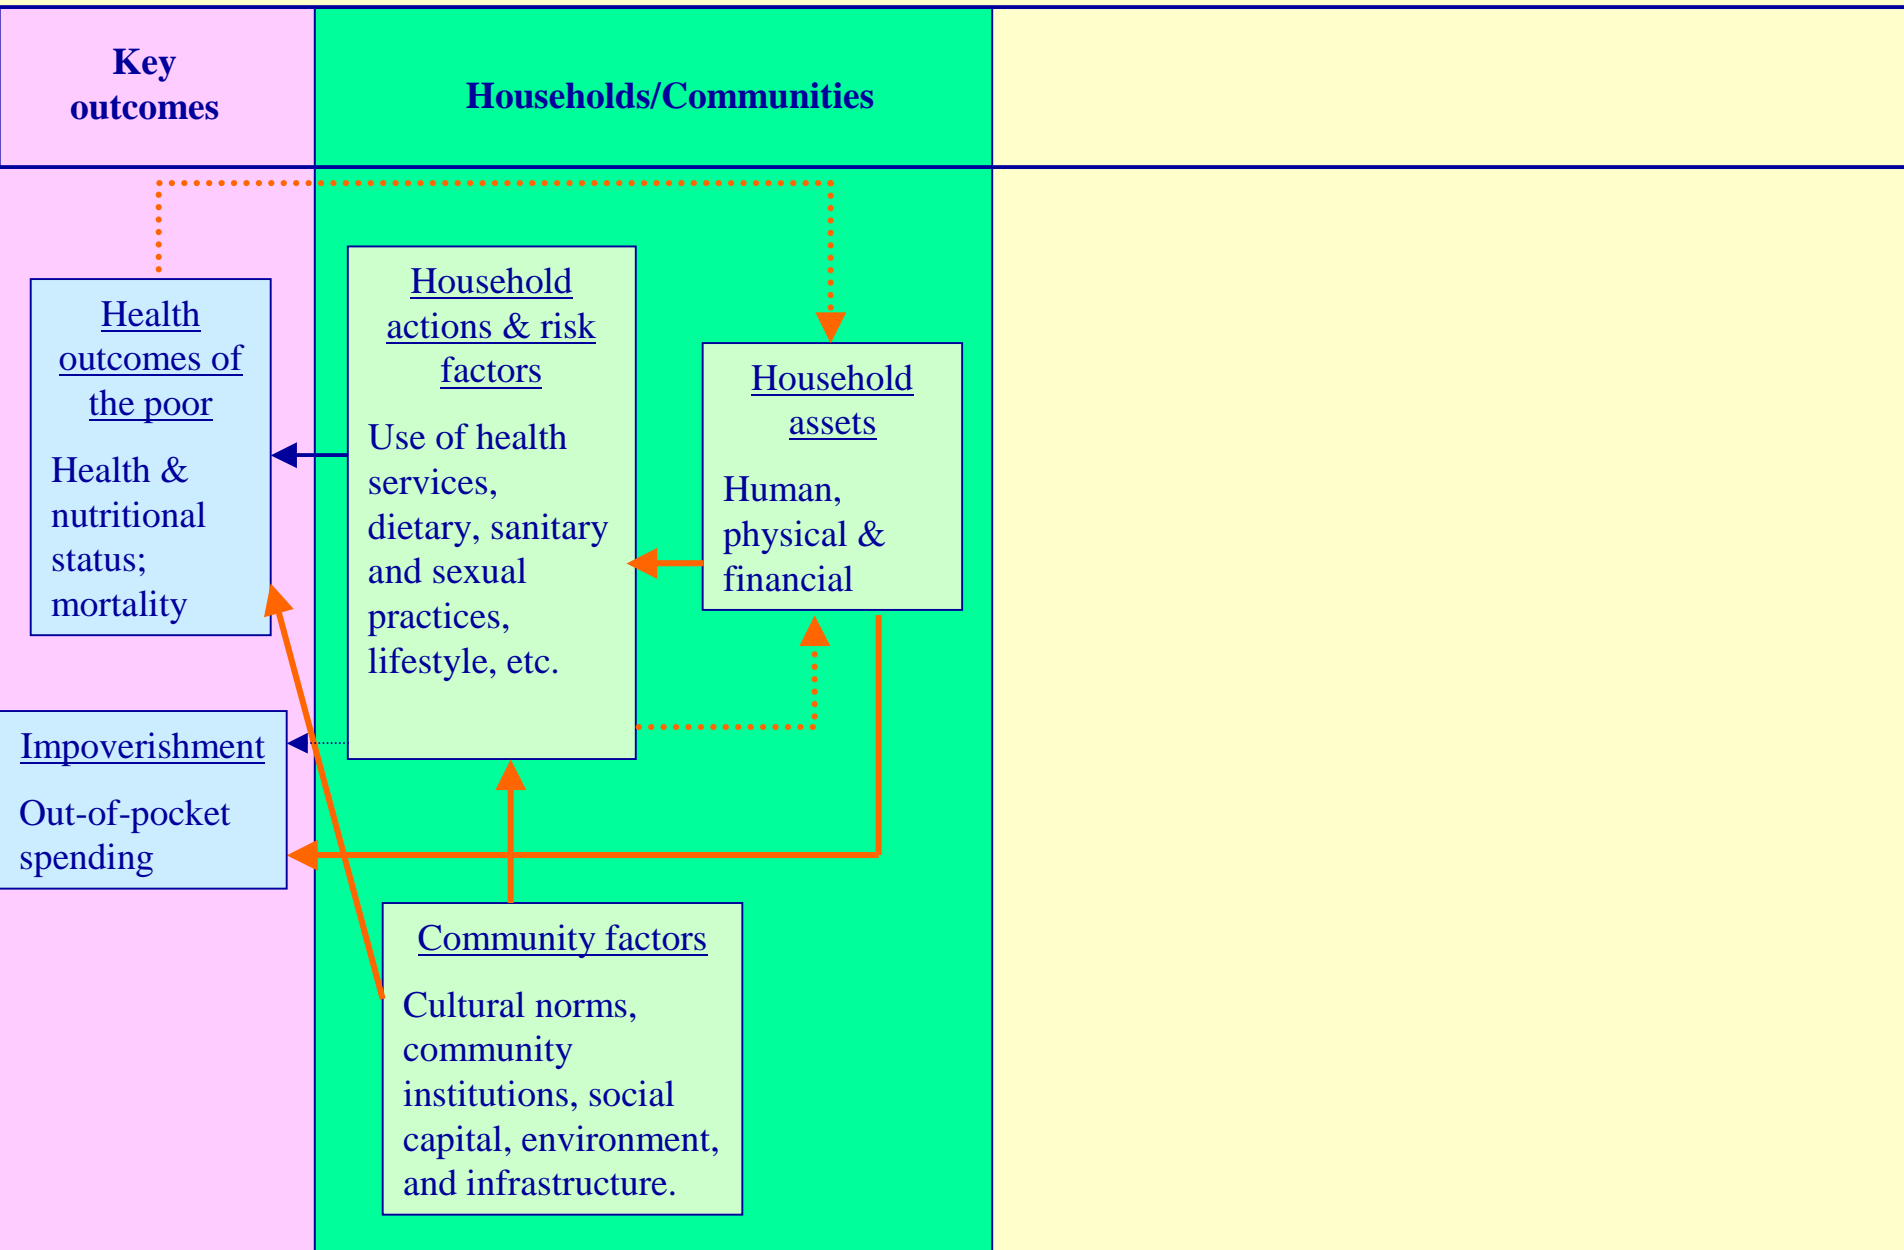 Key
outcomes
Households/Communities
Health
outcomes of
the poor
Health &
nutritional
status;
mortality
Impoverishment
Out-of-pocket
spending
Household
actions & risk
factors
Use of health
services,
dietary, sanitary
and sexual
practices,
lifestyle, etc.
Household
assets
Human,
physical &
financial
Community factors
Cultural norms,
community
institutions, social
capital, environment,
and infrastructure.